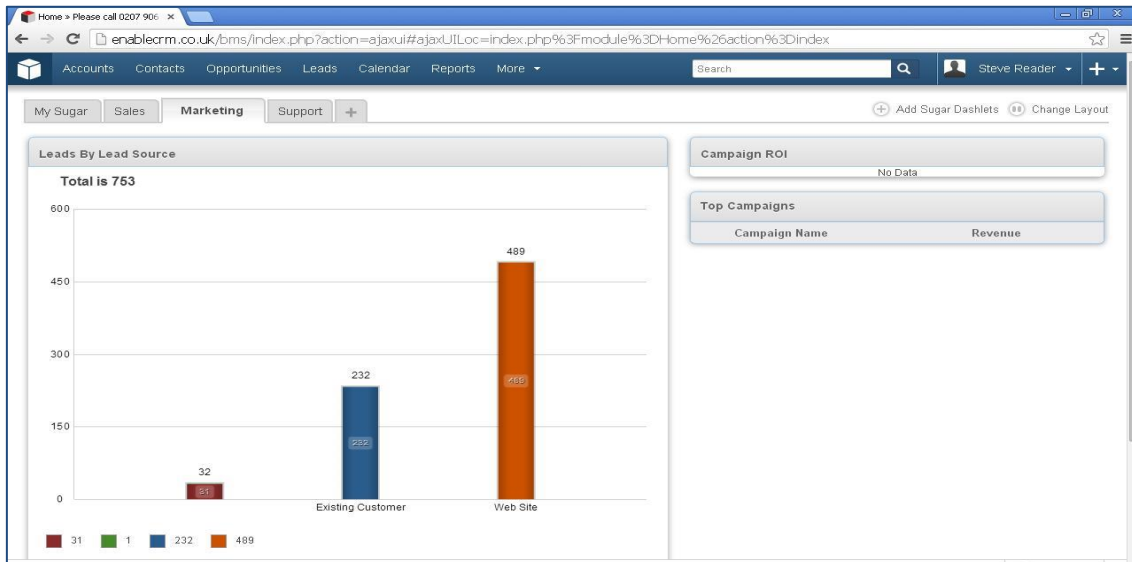 Home » Please call 0207 906
enablecrm.co.uk/bms/index.php?action=ajaxui#ajaxUILoc=index.php%3Fmodule%3DHome%26action%3Dindex
Accounts Contacts Opportunities Leads Calendar Reports More Search Steve Reader
My Sugar Sales Marketing Support + Add Sugar Dashlets Change Layout
Leads By Lead Source
Total is 753
600
450
300
150
0
489
489
232
232
32
31
Existing Customer Web Site
31 1 232 489
Campaign ROI
No Data
Top Campaigns
Campaign Name Revenue